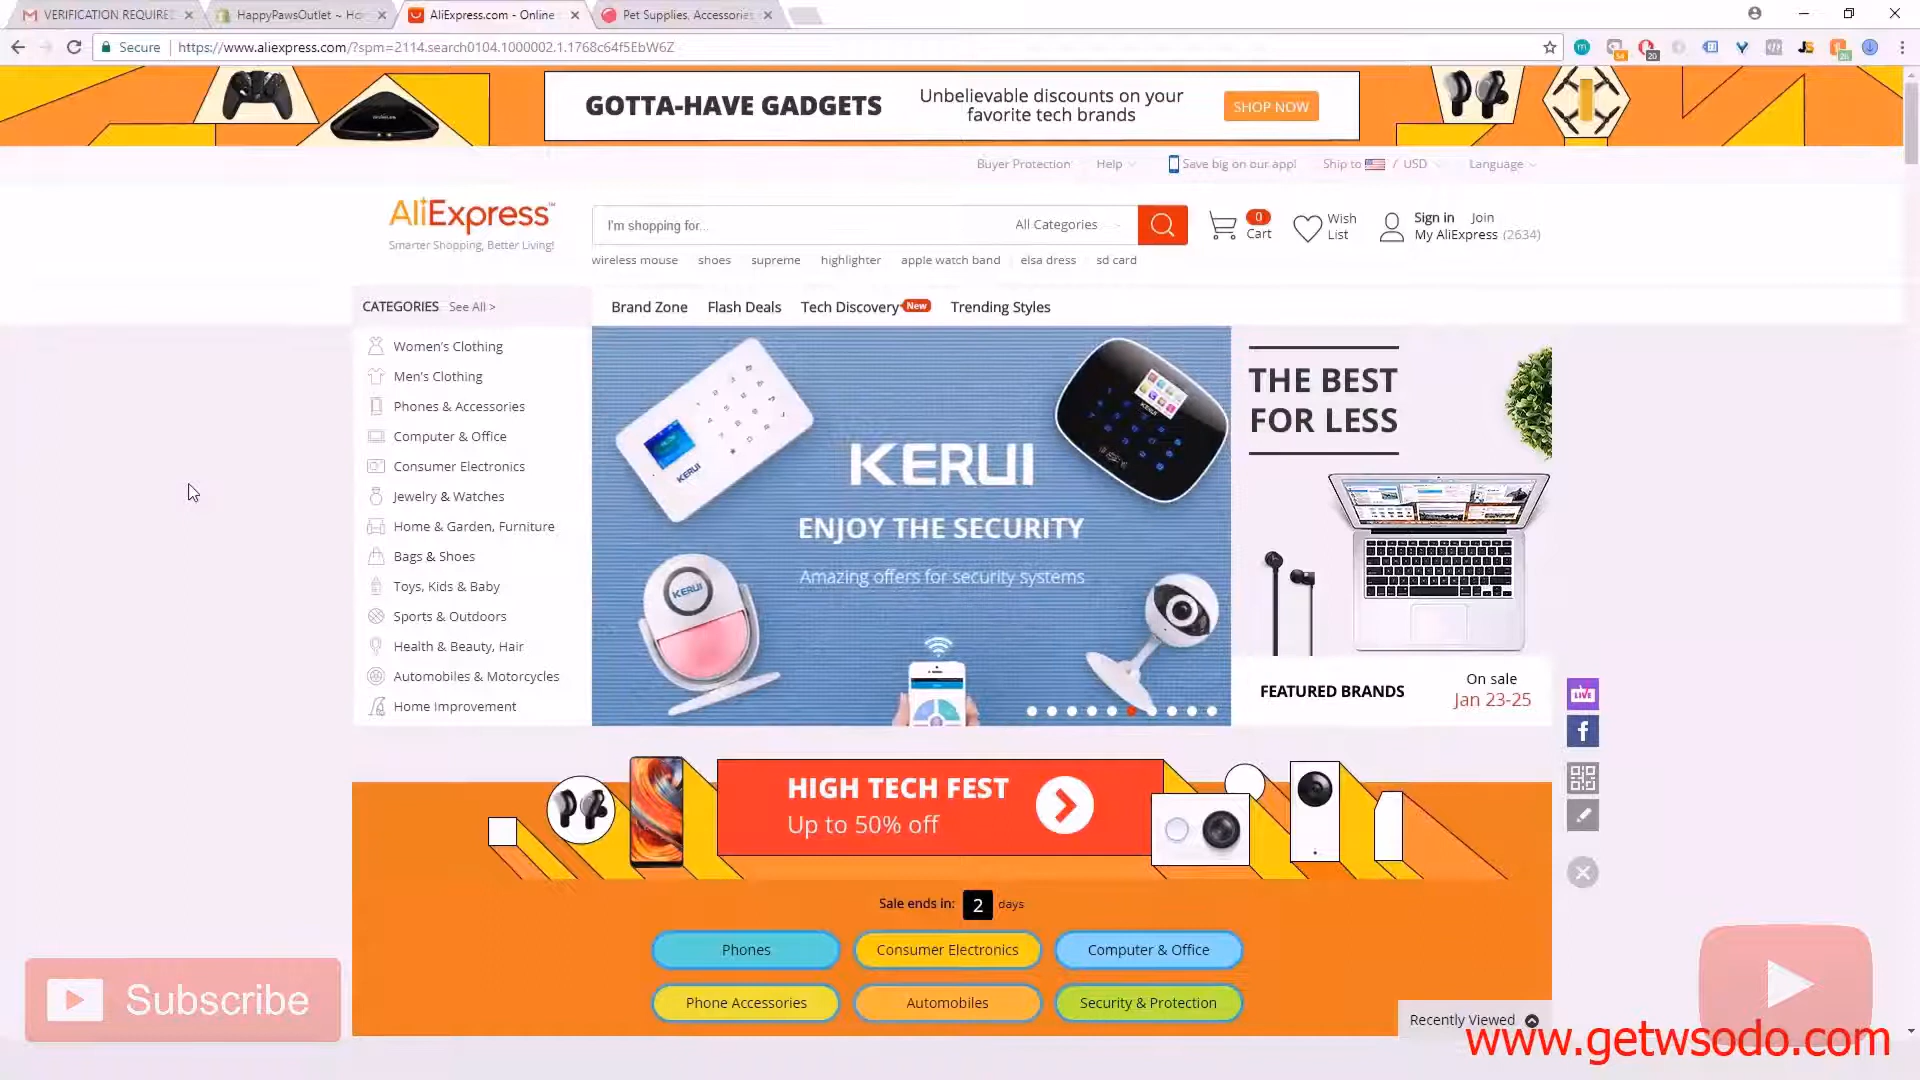 VERIFICATION REQUIRE
HappyPawsOutlet ~ Ho
AliExpress.com - Online
Pet Supplies, Accessories
Secure
https://www.aliexpress.com/?spm=2114.search0104.1000002.1.1768c64f5EbW6Z
GOTTA-HAVE GADGETS
Unbelievable discounts on your
favorite tech brands
SHOP NOW
Buyer Protection
Help
Save big on our app!
Ship to / USD
Language
AliExpress™
Smarter Shopping, Better Living!
I'm shopping for...
All Categories
0
Cart
Wish
List
Sign in Join
My AliExpress (2634)
wireless mouse shoes supreme highlighter apple watch band elsa dress sd card
CATEGORIES See All >
Brand Zone Flash Deals Tech Discovery New Trending Styles
Women's Clothing
Men's Clothing
Phones & Accessories
Computer & Office
Consumer Electronics
Jewelry & Watches
Home & Garden, Furniture
Bags & Shoes
Toys, Kids & Baby
Sports & Outdoors
Health & Beauty, Hair
Automobiles & Motorcycles
Home Improvement
KERUI
KERUI
KERUI
ENJOY THE SECURITY
Amazing offers for security systems
KERUI
THE BEST
FOR LESS
FEATURED BRANDS
On sale
Jan 23-25
LIVE
HIGH TECH FEST
Up to 50% off
Sale ends in: 2 days
Phones
Consumer Electronics
Computer & Office
Phone Accessories
Automobiles
Security & Protection
Subscribe
Recently Viewed
www.getwsodo.com